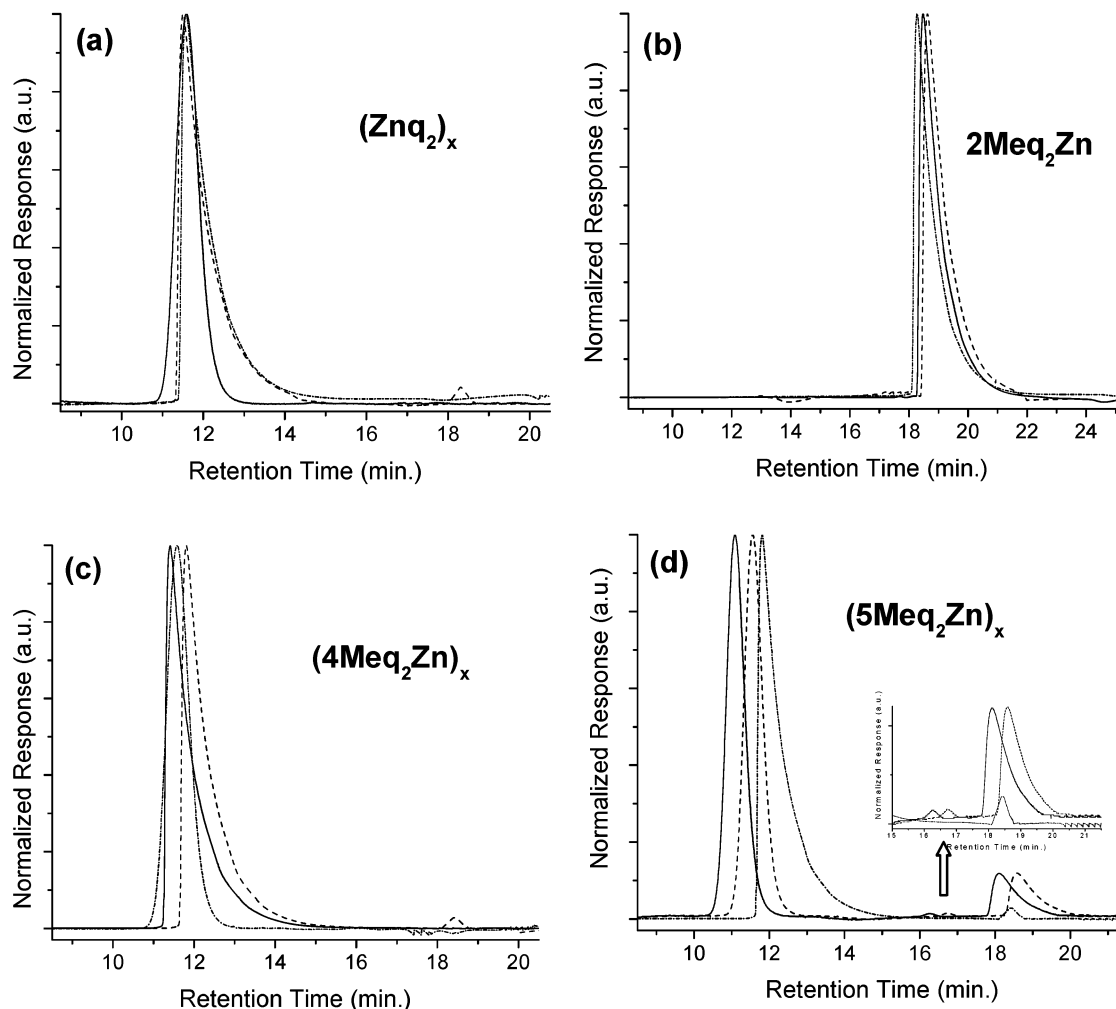 (a)
(Znq2)x
Normalized Response (a.u.)
10 12 14 16 18 20
Retention Time (min.)
(b)
2Meq2Zn
Normalized Response (a.u.)
10 12 14 16 18 20 22 24
Retention Time (min.)
(c)
(4Meq2Zn)x
Normalized Response (a.u.)
10 12 14 16 18 20
Retention Time (min.)
(d)
(5Meq2Zn)x
Normalized Response (a.u.)
Normalized Response (a.u.)
15 16 17 18 19 20 21
Retention Time (min.)
10 12 14 16 18 20
Retention Time (min.)